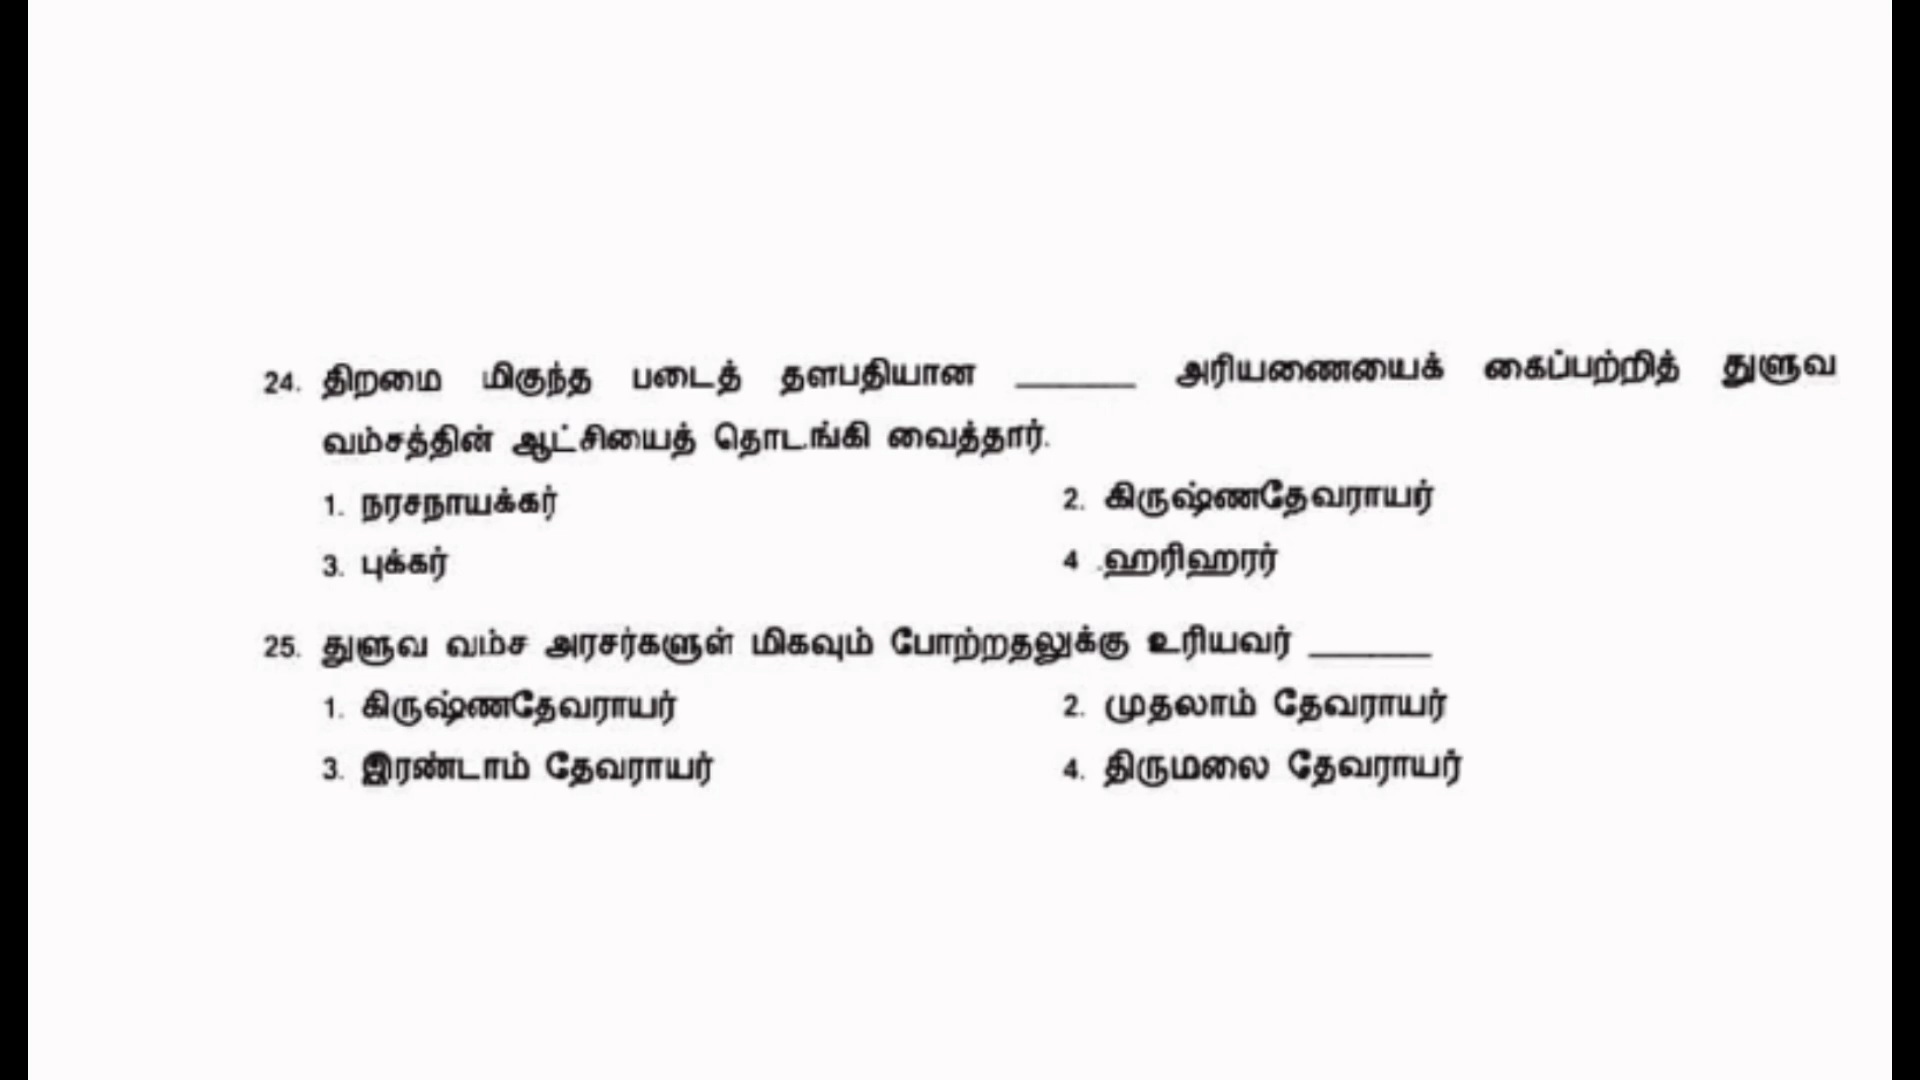 24. திறமை மிகுந்த படைத் தளபதியான ______ அரியணையைக் கைப்பற்றித் துளுவ
வம்சத்தின் ஆட்சியைத் தொடங்கி வைத்தார்.
1. நரசநாயக்கர் 2. கிருஷ்ணதேவராயர்
3. புக்கர் 4 .ஹரிஹரர்
25. துளுவ வம்ச அரசர்களுள் மிகவும் போற்றதலுக்கு உரியவர் ______
1. கிருஷ்ணதேவராயர் 2. முதலாம் தேவராயர்
3. இரண்டாம் தேவராயர் 4. திருமலை தேவராயர்